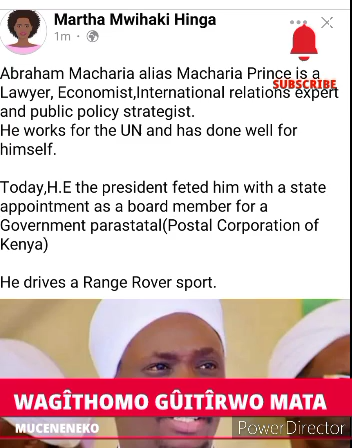 Martha Mwihaki Hinga
1m
SUBSCRIBE
Abraham Macharia alias Macharia Prince is a
Lawyer, Economist,International relations expert
and public policy strategist.
He works for the UN and has done well for
himself.
Today,H.E the president feted him with a state
appointment as a board member for a
Government parastatal(Postal Corporation of
Kenya)
He drives a Range Rover sport.
WAGÎTHOMO GÛITÎRWO MATA
MUCENENEKO
PowerDirector